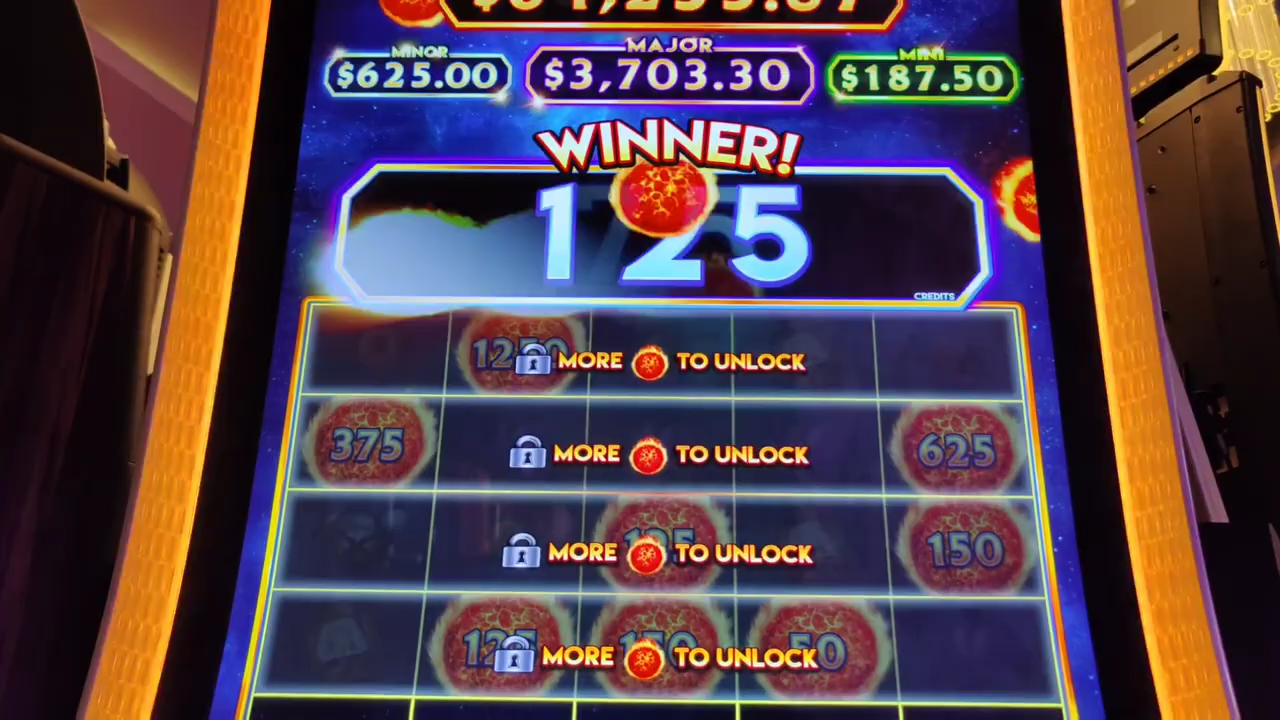 MINOR
$625.00
MAJOR
$3,703.30
MINI
$187.50
WINNER!
125
CREDITS
MORE TO UNLOCK
375
MORE TO UNLOCK
625
MORE TO UNLOCK
150
MORE TO UNLOCK